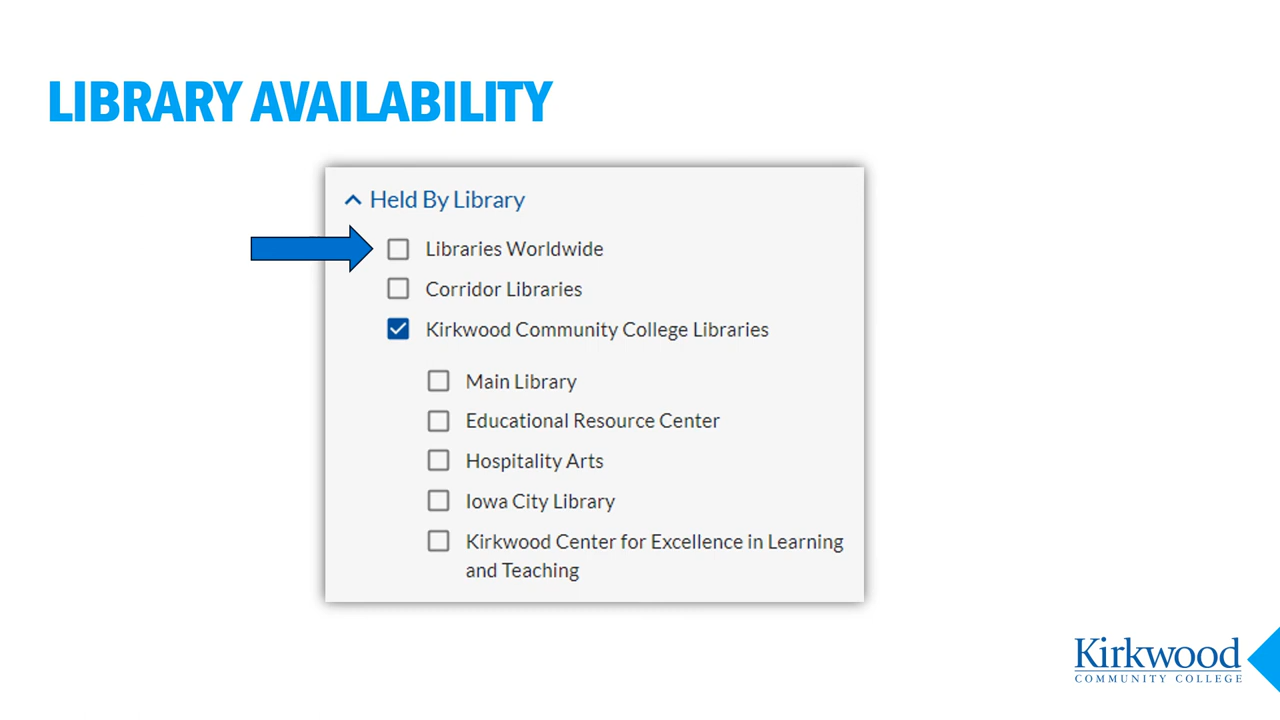 LIBRARY AVAILABILITY
Held By Library
Libraries Worldwide
Corridor Libraries
Kirkwood Community College Libraries
Main Library
Educational Resource Center
Hospitality Arts
Iowa City Library
Kirkwood Center for Excellence in Learning
and Teaching
Kirkwood
COMMUNITY COLLEGE